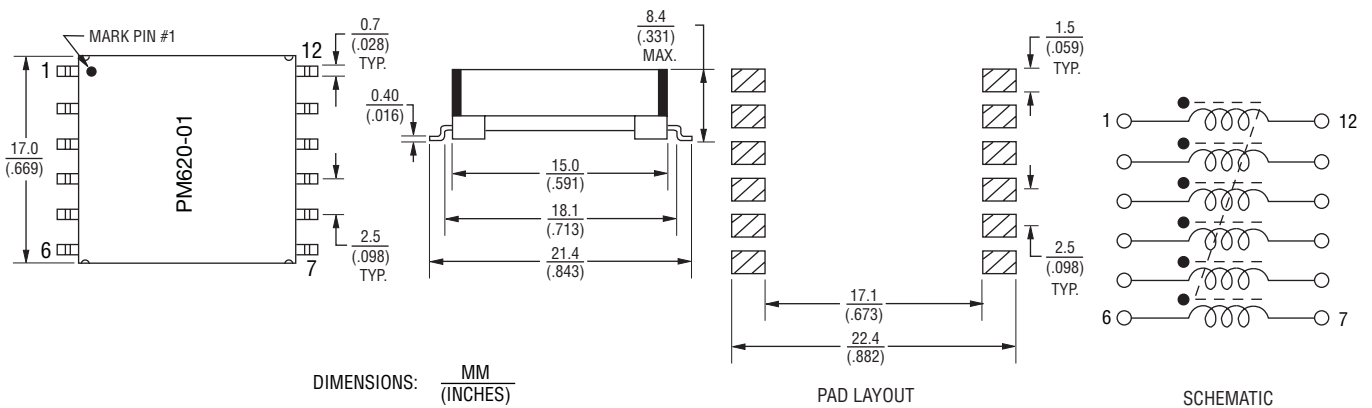 MARK PIN #1
1
12
6
7
17.0
(.669)
PM620-01
0.7
(.028)
TYP.
2.5
(.098)
TYP.
0.40
(.016)
8.4
(.331)
MAX.
15.0
(.591)
18.1
(.713)
21.4
(.843)
DIMENSIONS: MM
(INCHES)
1.5
(.059)
TYP.
2.5
(.098)
TYP.
17.1
(.673)
22.4
(.882)
PAD LAYOUT
1
12
6
7
SCHEMATIC